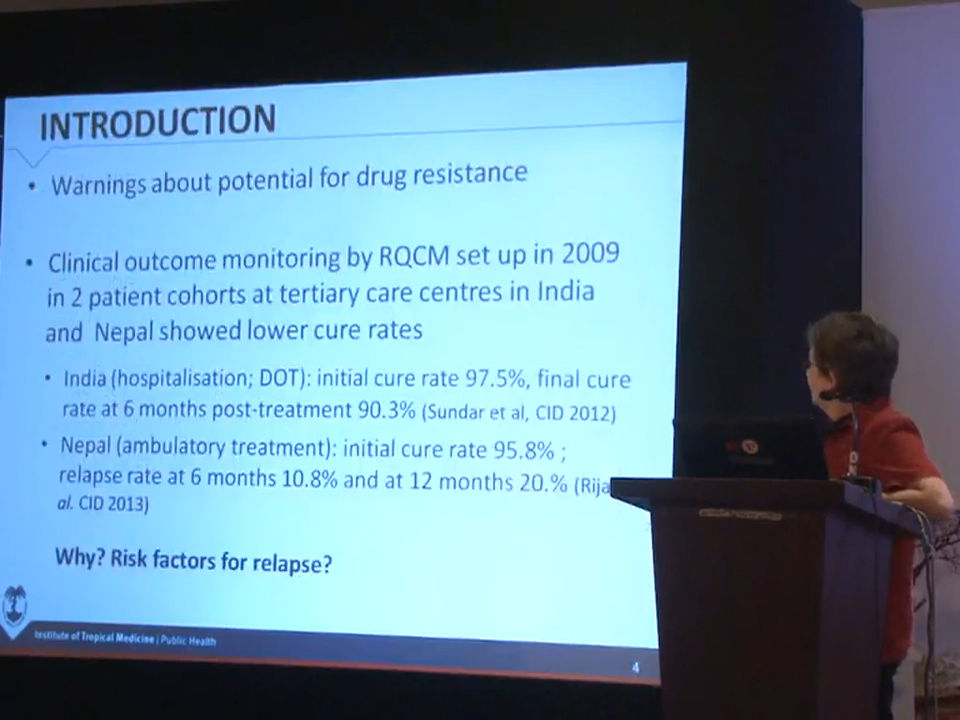 INTRODUCTION
• Warnings about potential for drug resistance
• Clinical outcome monitoring by RQCM set up in 2009
in 2 patient cohorts at tertiary care centres in India
and Nepal showed lower cure rates
• India (hospitalisation; DOT): initial cure rate 97.5%, final cure
rate at 6 months post-treatment 90.3% (Sundar et al, CID 2012)
• Nepal (ambulatory treatment): initial cure rate 95.8% ;
relapse rate at 6 months 10.8% and at 12 months 20.% (Rija
al. CID 2013)
Why? Risk factors for relapse?
Institute of Tropical Medicine | Public Health
4